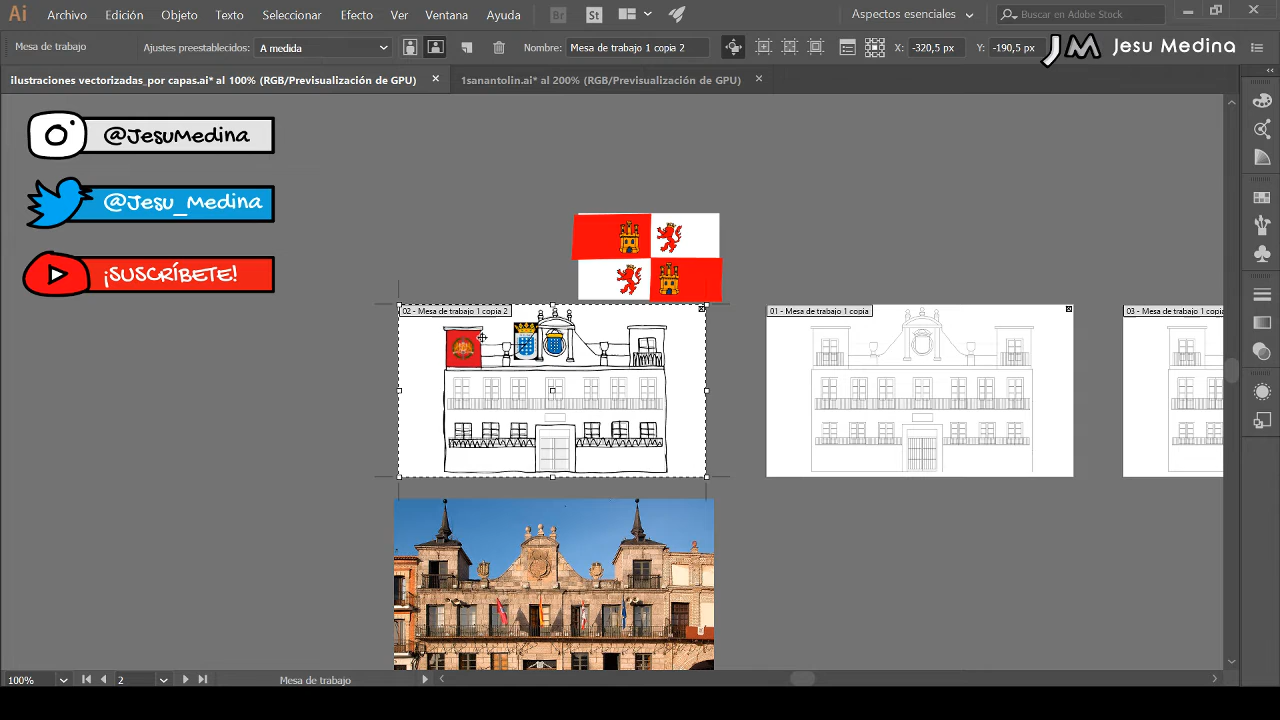 Ai Archivo Edición Objeto Texto Seleccionar Efecto Ver Ventana Ayuda Br St Aspectos esenciales Buscar en Adobe Stock
Mesa de trabajo Ajustes preestablecidos: A medida Nombre: Mesa de trabajo 1 copia 2 X: -320,5 px Y: -190,5 px JM Jesu Medina
ilustraciones vectorizadas_por capas.ai* al 100% (RGB/Previsualización de GPU) 1sanantolin.ai* al 200% (RGB/Previsualización de GPU)
@JesuMedina
@Jesu_Medina
¡SUSCRÍBETE!
02 - Mesa de trabajo 1 copia 2
01 - Mesa de trabajo 1 copia
03 - Mesa de trabajo 1 copia
100% 2 Mesa de trabajo